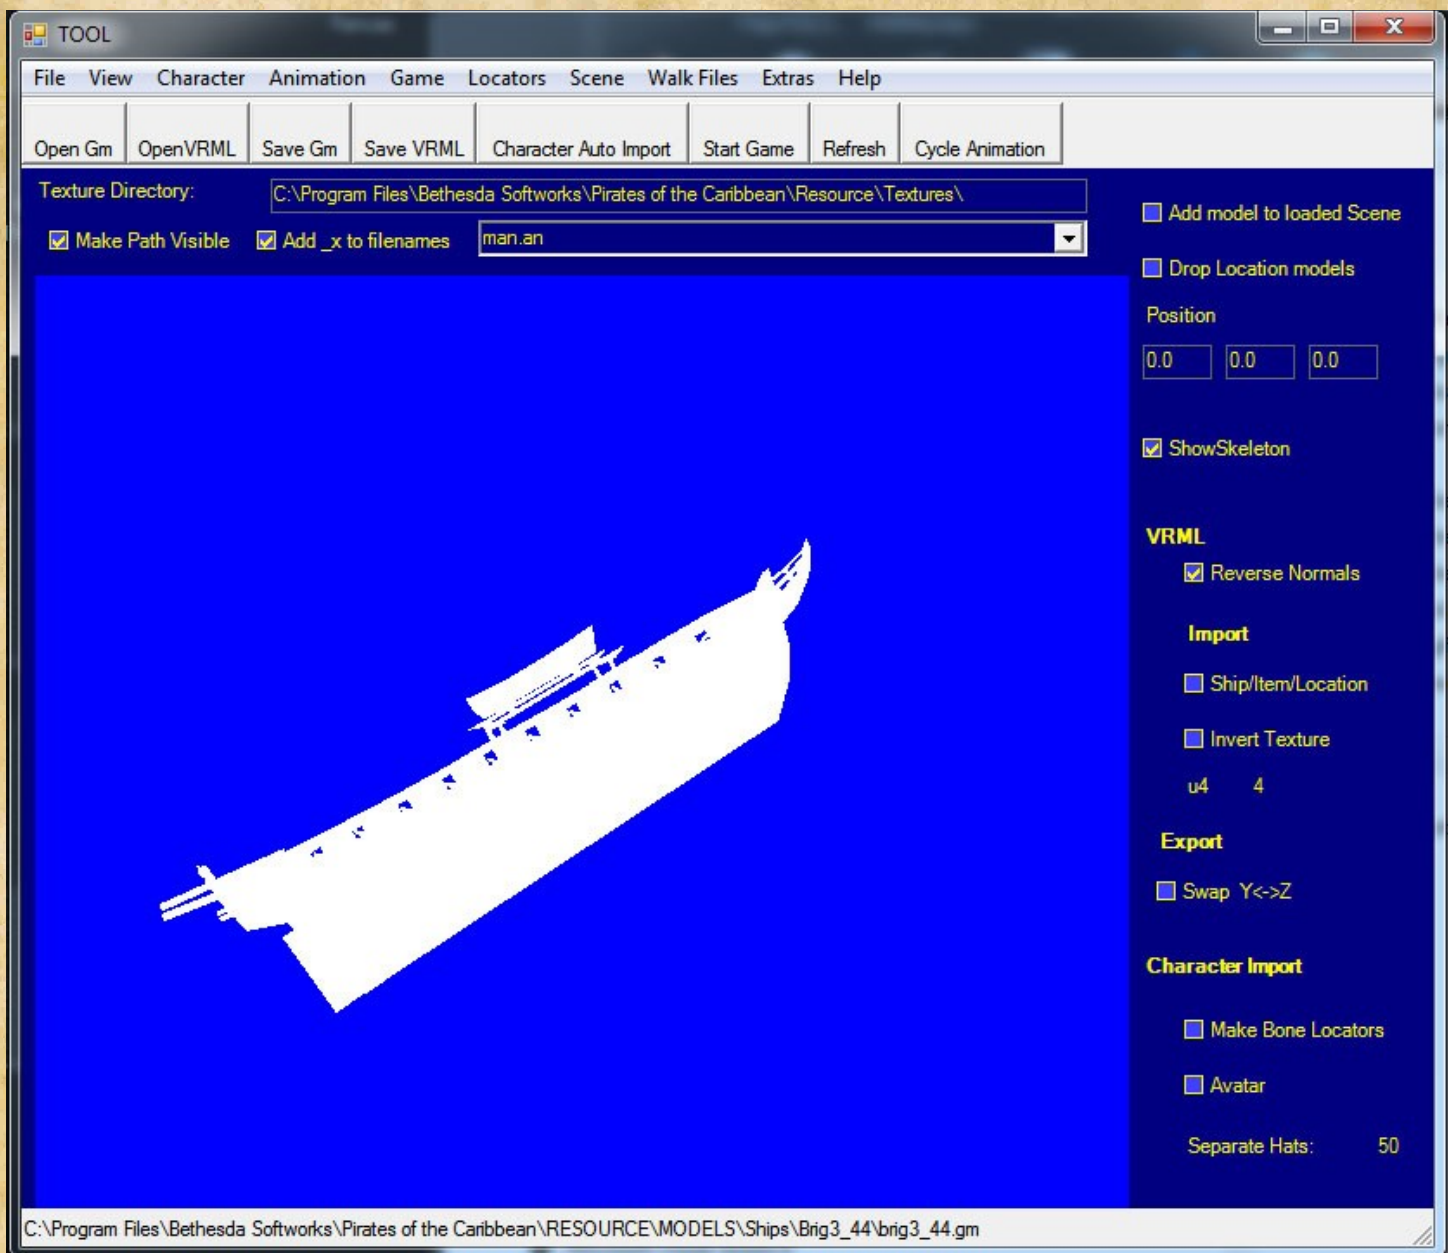 TOOL
File View Character Animation Game Locators Scene Walk Files Extras Help
Open Gm OpenVRML Save Gm Save VRML Character Auto Import Start Game Refresh Cycle Animation
Texture Directory: C:\Program Files\Bethesda Softworks\Pirates of the Caribbean\Resource\Textures\
Make Path Visible Add _x to filenames man.an
Add model to loaded Scene
Drop Location models
Position
0.0 0.0 0.0
ShowSkeleton
VRML
Reverse Normals
Import
Ship/Item/Location
Invert Texture
u4 4
Export
Swap Y<->Z
Character Import
Make Bone Locators
Avatar
Separate Hats: 50
C:\Program Files\Bethesda Softworks\Pirates of the Caribbean\RESOURCE\MODELS\Ships\Brig3_44\brig3_44.gm